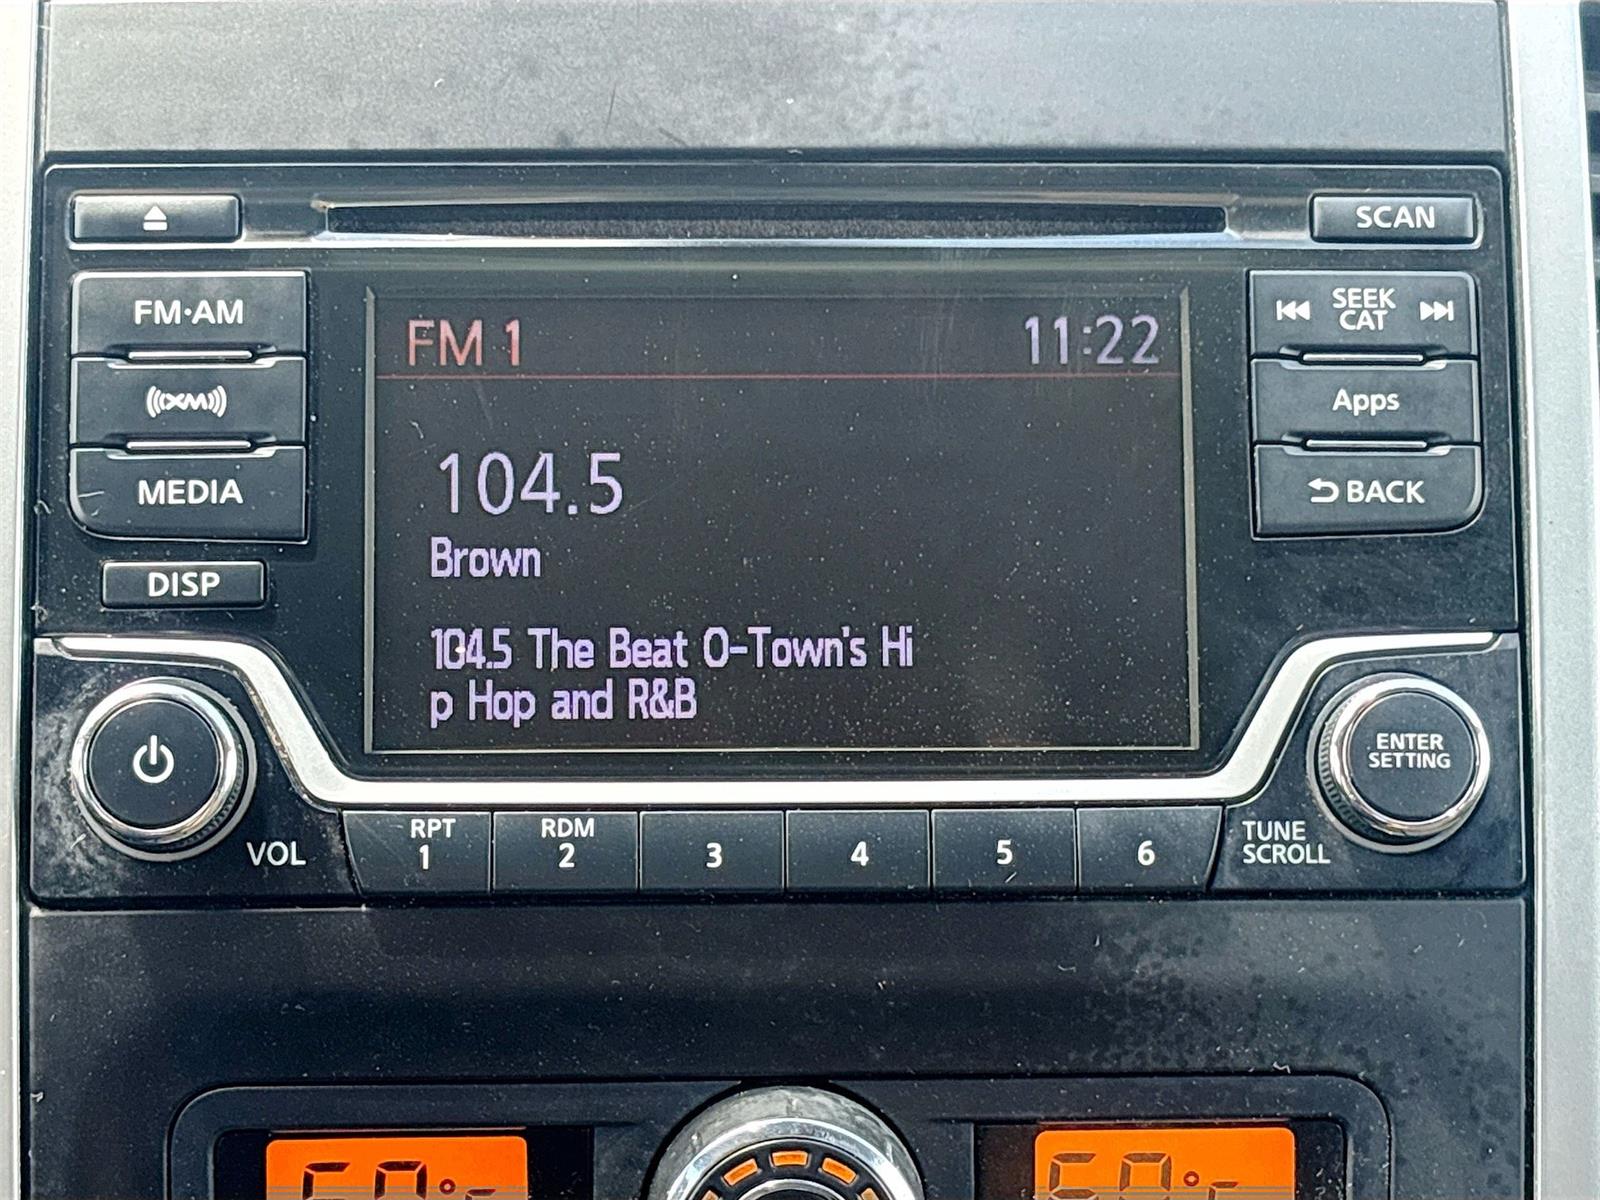 SCAN
FM·AM
SEEK
CAT
XM
Apps
MEDIA
BACK
DISP
FM 1
11:22
104.5
Brown
104.5 The Beat O-Town's Hi
p Hop and R&B
ENTER
SETTING
VOL
RPT
1
RDM
2
3
4
5
6
TUNE
SCROLL